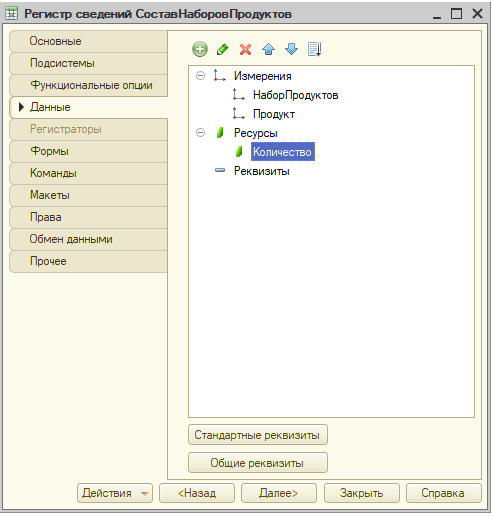 Регистр сведений СоставНаборовПродуктов
Основные
Подсистемы
Функциональные опции
Данные
Регистраторы
Формы
Команды
Макеты
Права
Обмен данными
Прочее
Измерения
НаборПродуктов
Продукт
Ресурсы
Количество
Реквизиты
Стандартные реквизиты
Общие реквизиты
Действия
<Назад
Далее>
Закрыть
Справка